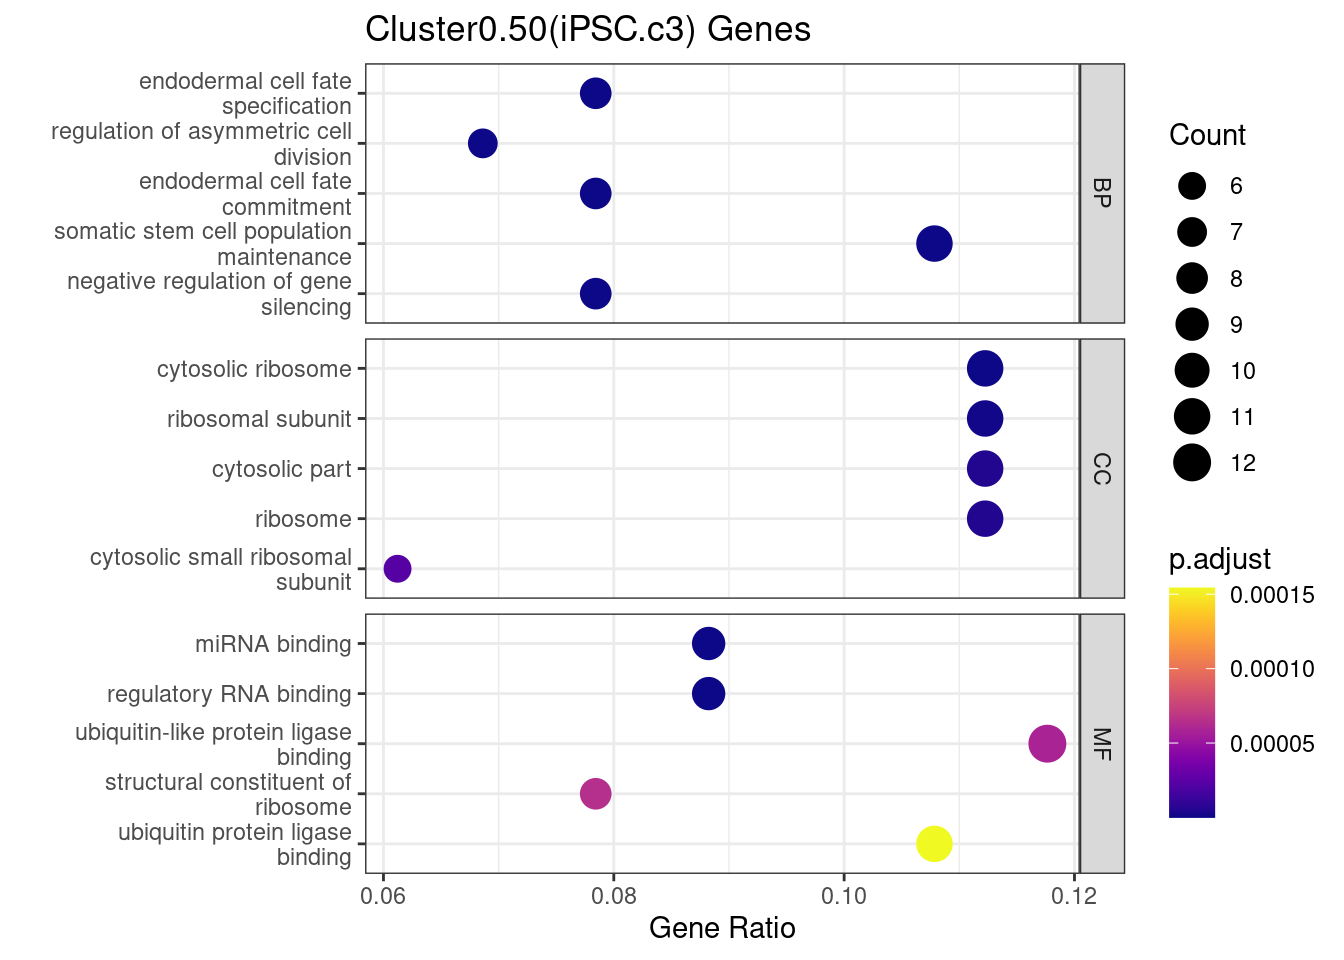 Cluster0.50(iPSC.c3) Genes
endodermal cell fate
specification
regulation of asymmetric cell
division
endodermal cell fate
commitment
somatic stem cell population
maintenance
negative regulation of gene
silencing
BP
cytosolic ribosome
ribosomal subunit
cytosolic part
ribosome
cytosolic small ribosomal
subunit
CC
miRNA binding
regulatory RNA binding
ubiquitin-like protein ligase
binding
structural constituent of
ribosome
ubiquitin protein ligase
binding
MF
0.06
0.08
0.10
0.12
Gene Ratio
Count
6
7
8
9
10
11
12
p.adjust
0.00015
0.00010
0.00005